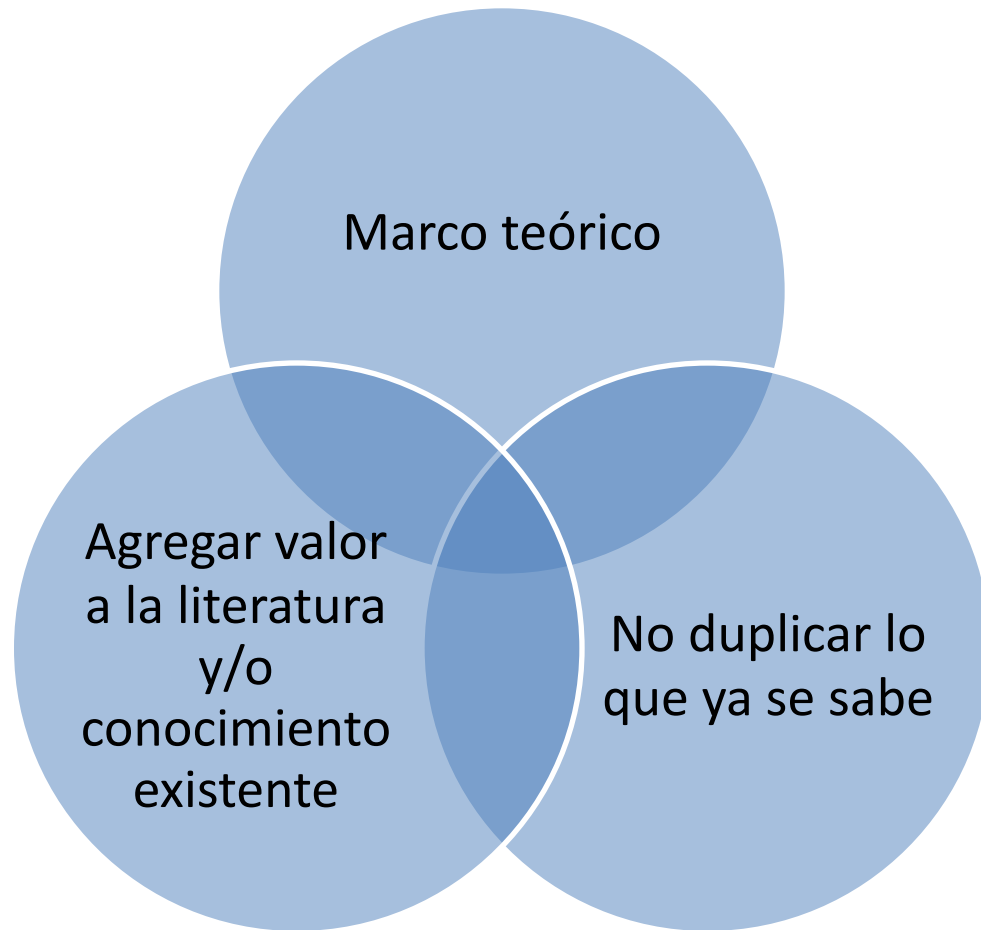 Marco teórico
Agregar valor
a la literatura
y/o
conocimiento
existente
No duplicar lo
que ya se sabe